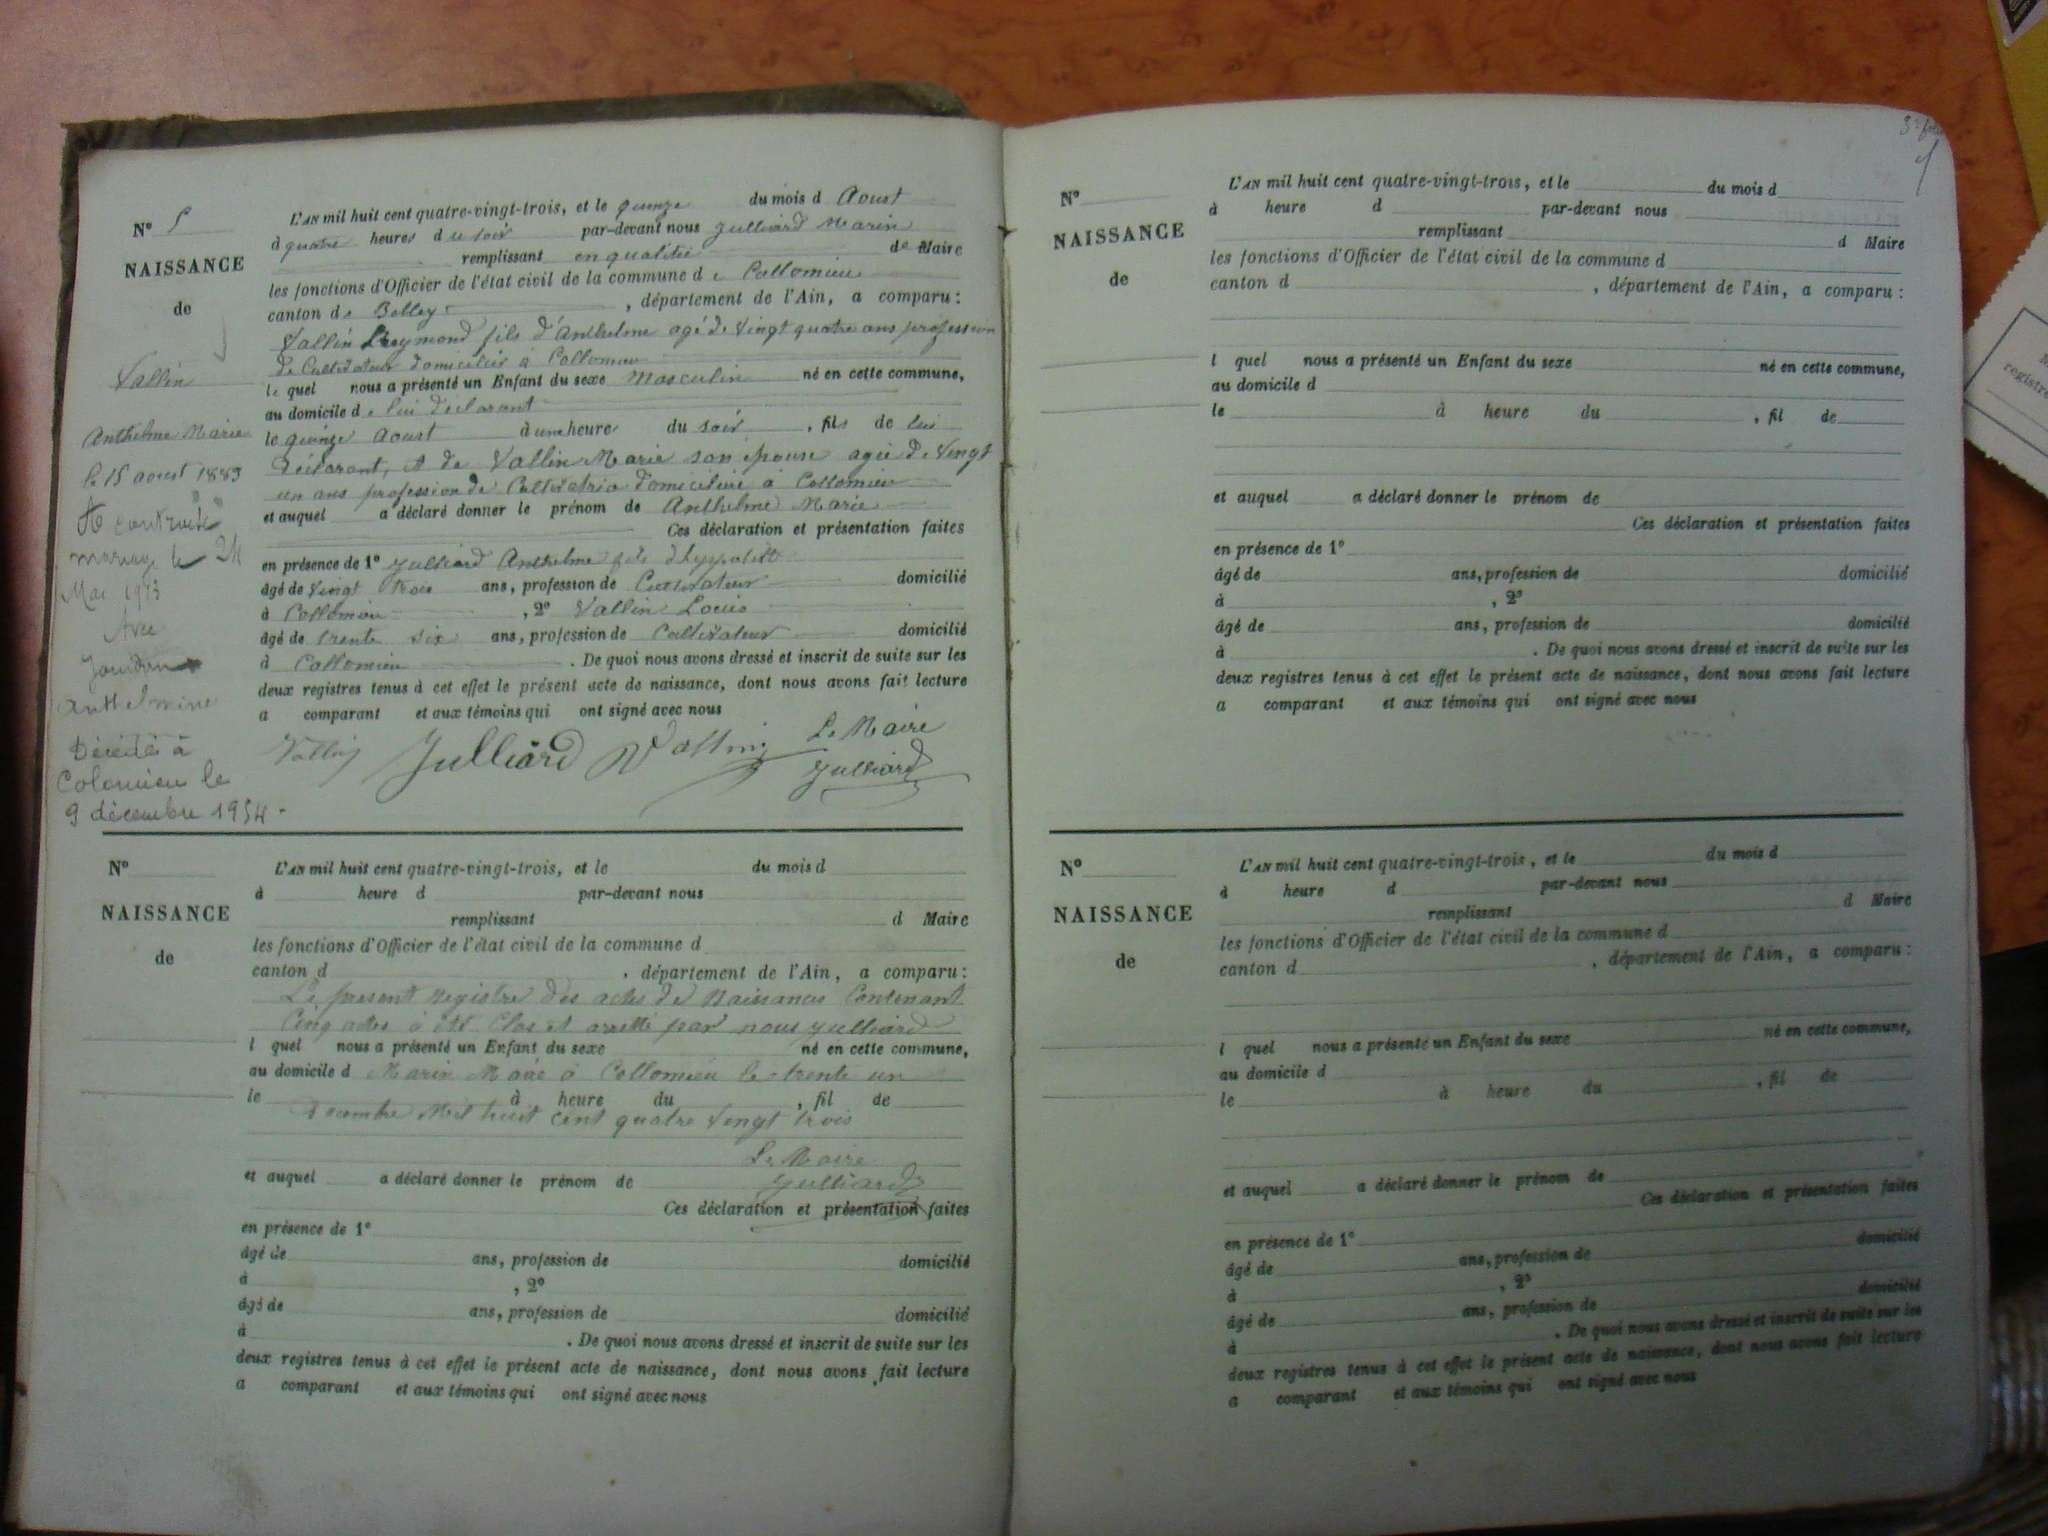 N° 5
NAISSANCE
de
Vallin
Anthelme Marie
le 15 aoust 1883
A contracté
mariage le 24
Mai 1913
Avec
Jourdan
Anthelmine
Décédé à
Colomieu le
9 décembre 1954.
L'AN mil huit cent quatre-vingt-trois, et le quinze du mois d Aoust
à quatre heures du soir par-devant nous Julliard Marin
remplissant en qualité de Maire
les fonctions d'Officier de l'état civil de la commune de Collomieu
canton de Belley, département de l'Ain, a comparu :
Vallin Dreymond fils d'Anthelme agé de Vingt quatre ans profession
de Cultivateur domicilié à Collomieu
le quel nous a présenté un Enfant du sexe Masculin né en cette commune,
au domicile de lui déclarant
le quinze Aoust à une heure du soir, fils de lui
déclarant, et de Vallin Marie son épouse agée de Vingt
un ans profession de Cultivatrice domiciliée à Collomieu
et auquel a déclaré donner le prénom de Anthelme Marie
Ces déclaration et présentation faites
en présence de 1° Julliard Anthelme fils d'hyppolite
âgé de Vingt trois ans, profession de Cultivateur domicilié
à Collomieu, 2° Vallin Louis
âgé de trente six ans, profession de Cultivateur domicilié
à Collomieu. De quoi nous avons dressé et inscrit de suite sur les
deux registres tenus à cet effet le présent acte de naissance, dont nous avons fait lecture
a comparant et aux témoins qui ont signé avec nous
Vallin Julliard Vallin Le Maire
Julliard
N°
NAISSANCE
de
L'AN mil huit cent quatre-vingt-trois, et le du mois d
à heure d par-devant nous
remplissant d Maire
les fonctions d'Officier de l'état civil de la commune d
canton d , département de l'Ain, a comparu :
Le present registre des actes de Naissances Contenant
Cinq actes à été Clos et arretté par nous Julliard
l quel nous a présenté un Enfant du sexe né en cette commune,
au domicile d Marin Maire à Collomieu le trente un
le à heure du , fil de
decembre Mil huit cent quatre Vingt trois
Le Maire
et auquel a déclaré donner le prénom de Julliard
Ces déclaration et présentation faites
en présence de 1°
âgé de ans, profession de domicilié
à , 2°
âgé de ans, profession de domicilié
à . De quoi nous avons dressé et inscrit de suite sur les
deux registres tenus à cet effet le présent acte de naissance, dont nous avons fait lecture
a comparant et aux témoins qui ont signé avec nous
N°
NAISSANCE
de
L'AN mil huit cent quatre-vingt-trois, et le du mois d
à heure d par-devant nous
remplissant d Maire
les fonctions d'Officier de l'état civil de la commune d
canton d , département de l'Ain, a comparu :
l quel nous a présenté un Enfant du sexe né en cette commune,
au domicile d
le à heure du , fil de
et auquel a déclaré donner le prénom de
Ces déclaration et présentation faites
en présence de 1°
âgé de ans, profession de domicilié
à , 2°
âgé de ans, profession de domicilié
à . De quoi nous avons dressé et inscrit de suite sur les
deux registres tenus à cet effet le présent acte de naissance, dont nous avons fait lecture
a comparant et aux témoins qui ont signé avec nous
N°
NAISSANCE
de
L'AN mil huit cent quatre-vingt-trois, et le du mois d
à heure d par-devant nous
remplissant d Maire
les fonctions d'Officier de l'état civil de la commune d
canton d , département de l'Ain, a comparu :
l quel nous a présenté un Enfant du sexe né en cette commune,
au domicile d
le à heure du , fil de
et auquel a déclaré donner le prénom de
Ces déclaration et présentation faites
en présence de 1°
âgé de ans, profession de domicilié
à , 2°
âgé de ans, profession de domicilié
à . De quoi nous avons dressé et inscrit de suite sur les
deux registres tenus à cet effet le présent acte de naissance, dont nous avons fait lecture
a comparant et aux témoins qui ont signé avec nous